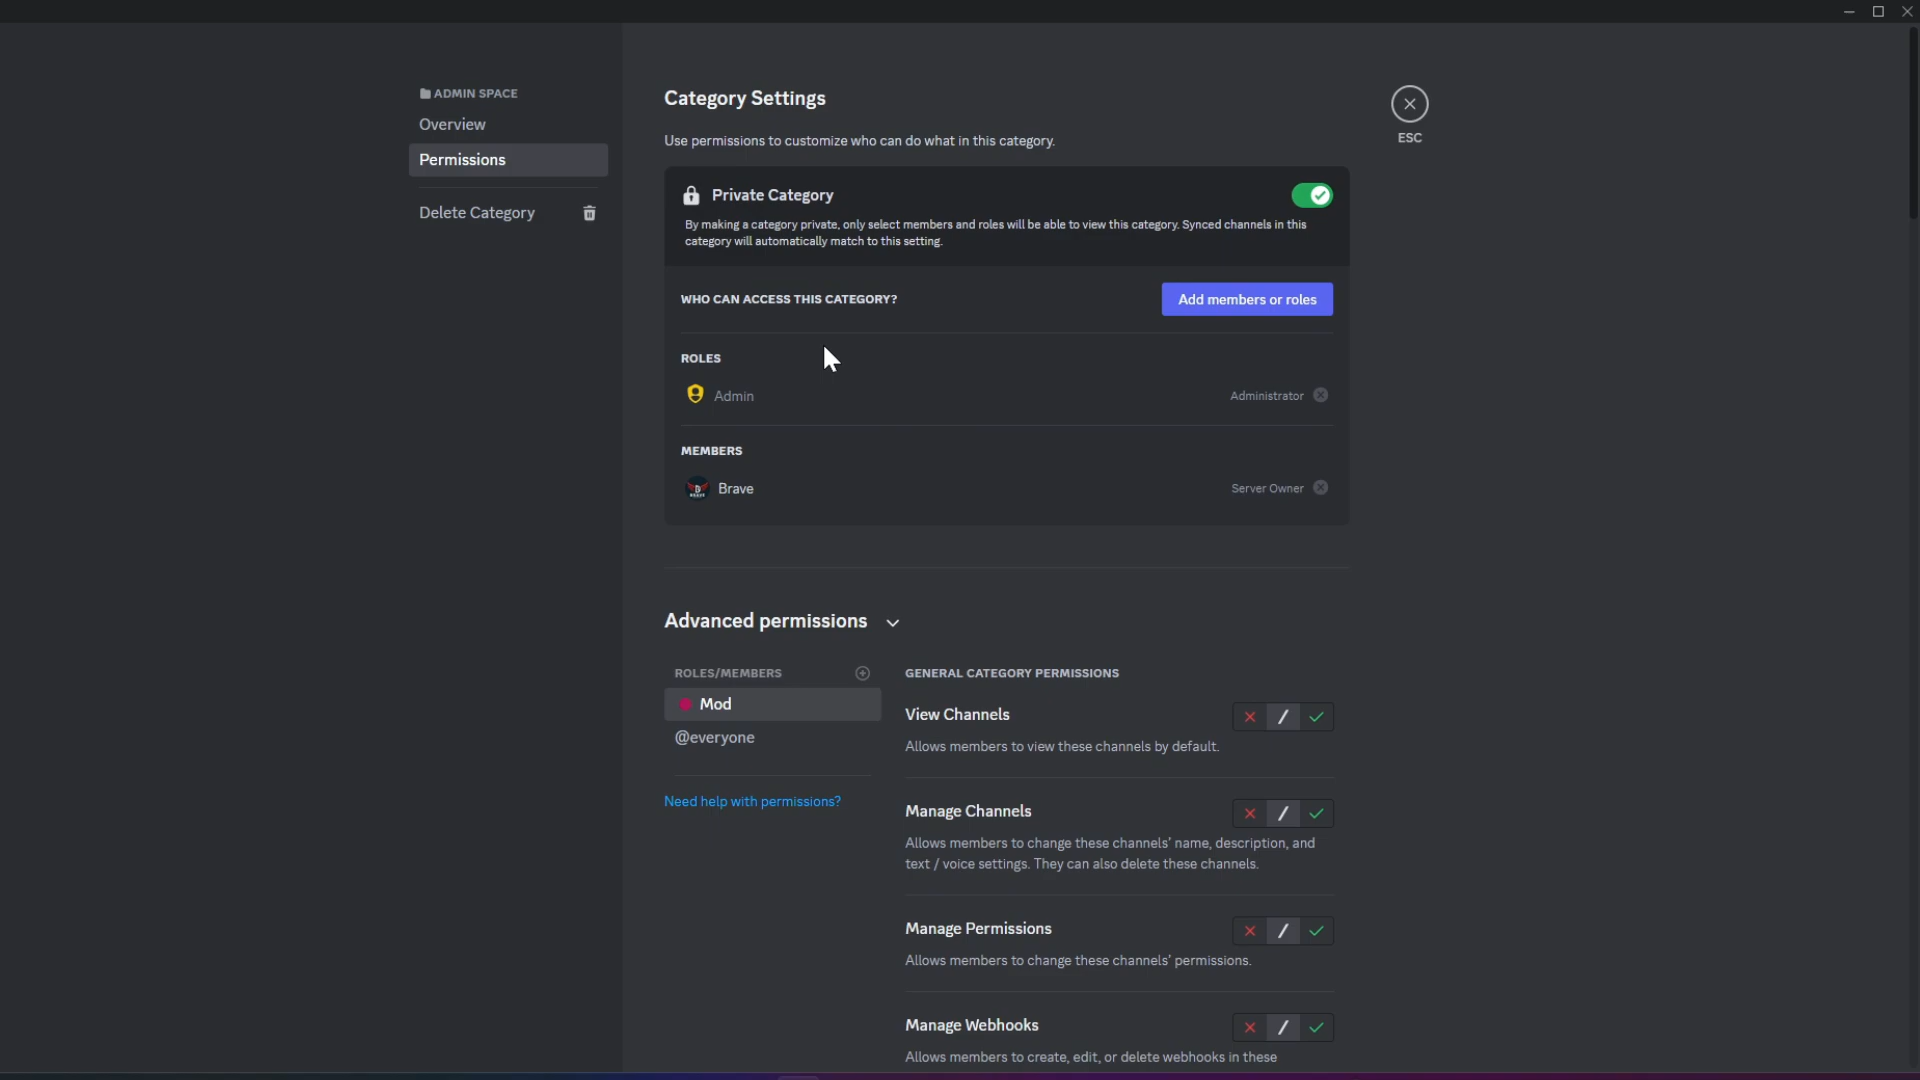 ADMIN SPACE
Overview
Permissions
Delete Category
Category Settings
Use permissions to customize who can do what in this category.
ESC
Private Category
By making a category private, only select members and roles will be able to view this category. Synced channels in this
category will automatically match to this setting.
WHO CAN ACCESS THIS CATEGORY?
Add members or roles
ROLES
Admin
Administrator
MEMBERS
Brave
Server Owner
Advanced permissions
ROLES/MEMBERS
Mod
@everyone
Need help with permissions?
GENERAL CATEGORY PERMISSIONS
View Channels
Allows members to view these channels by default.
Manage Channels
Allows members to change these channels' name, description, and
text / voice settings. They can also delete these channels.
Manage Permissions
Allows members to change these channels' permissions.
Manage Webhooks
Allows members to create, edit, or delete webhooks in these